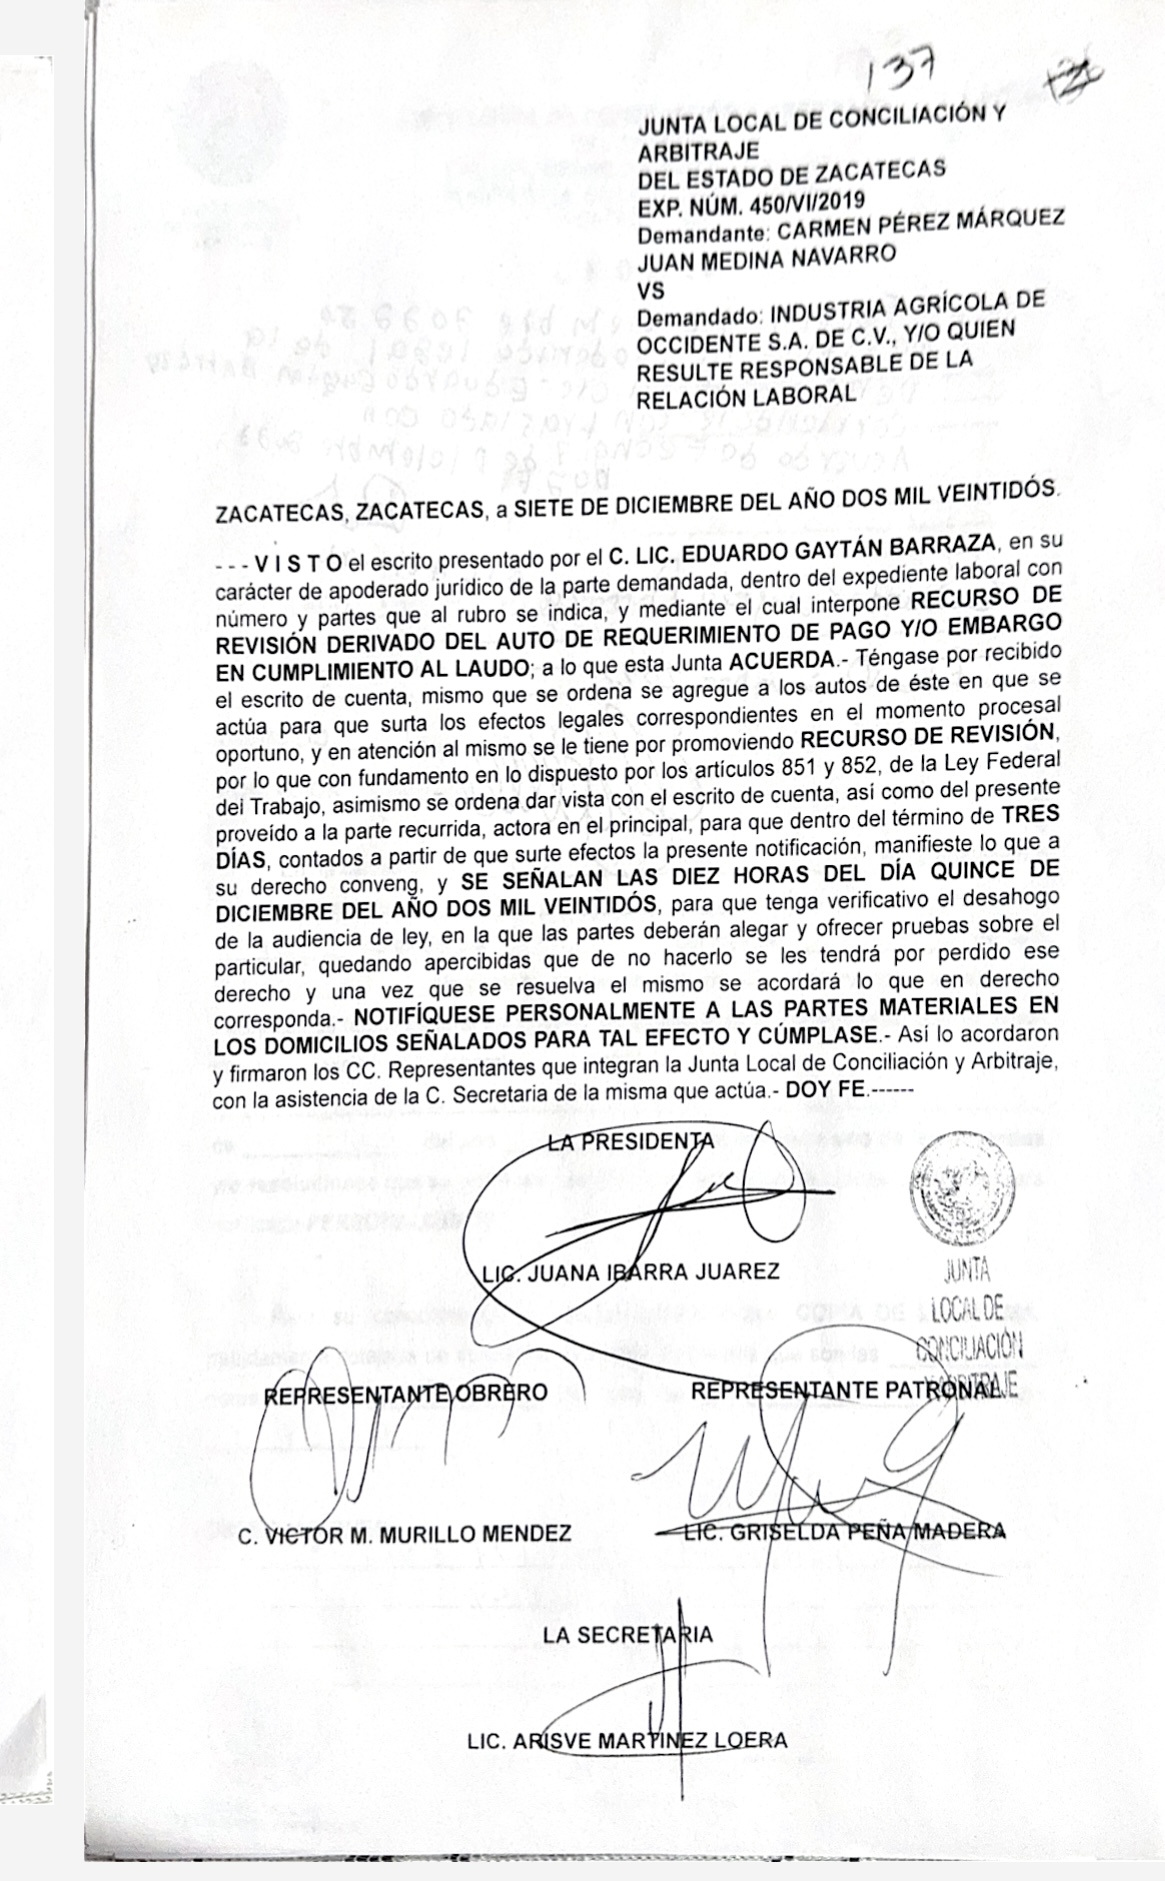 137
126
JUNTA LOCAL DE CONCILIACIÓN Y
ARBITRAJE
DEL ESTADO DE ZACATECAS
EXP. NÚM. 450/VI/2019
Demandante: CARMEN PÉREZ MÁRQUEZ
JUAN MEDINA NAVARRO
VS
Demandado: INDUSTRIA AGRÍCOLA DE
OCCIDENTE S.A. DE C.V., Y/O QUIEN
RESULTE RESPONSABLE DE LA
RELACIÓN LABORAL
ZACATECAS, ZACATECAS, a SIETE DE DICIEMBRE DEL AÑO DOS MIL VEINTIDÓS.
- - - V I S T O el escrito presentado por el C. LIC. EDUARDO GAYTÁN BARRAZA, en su
carácter de apoderado jurídico de la parte demandada, dentro del expediente laboral con
número y partes que al rubro se indica, y mediante el cual interpone RECURSO DE
REVISIÓN DERIVADO DEL AUTO DE REQUERIMIENTO DE PAGO Y/O EMBARGO
EN CUMPLIMIENTO AL LAUDO; a lo que esta Junta ACUERDA.- Téngase por recibido
el escrito de cuenta, mismo que se ordena se agregue a los autos de éste en que se
actúa para que surta los efectos legales correspondientes en el momento procesal
oportuno, y en atención al mismo se le tiene por promoviendo RECURSO DE REVISIÓN,
por lo que con fundamento en lo dispuesto por los artículos 851 y 852, de la Ley Federal
del Trabajo, asimismo se ordena dar vista con el escrito de cuenta, así como del presente
proveído a la parte recurrida, actora en el principal, para que dentro del término de TRES
DÍAS, contados a partir de que surte efectos la presente notificación, manifieste lo que a
su derecho conveng, y SE SEÑALAN LAS DIEZ HORAS DEL DÍA QUINCE DE
DICIEMBRE DEL AÑO DOS MIL VEINTIDÓS, para que tenga verificativo el desahogo
de la audiencia de ley, en la que las partes deberán alegar y ofrecer pruebas sobre el
particular, quedando apercibidas que de no hacerlo se les tendrá por perdido ese
derecho y una vez que se resuelva el mismo se acordará lo que en derecho
corresponda.- NOTIFÍQUESE PERSONALMENTE A LAS PARTES MATERIALES EN
LOS DOMICILIOS SEÑALADOS PARA TAL EFECTO Y CÚMPLASE.- Así lo acordaron
y firmaron los CC. Representantes que integran la Junta Local de Conciliación y Arbitraje,
con la asistencia de la C. Secretaria de la misma que actúa.- DOY FE.------
LA PRESIDENTA
LIC. JUANA IBARRA JUAREZ
JUNTA
LOCAL DE
CONCILIACIÓN
Y ARBITRAJE
REPRESENTANTE OBRERO
REPRESENTANTE PATRONAL
C. VICTOR M. MURILLO MENDEZ
LIC. GRISELDA PEÑA MADERA
LA SECRETARIA
LIC. ARISVE MARTINEZ LOERA